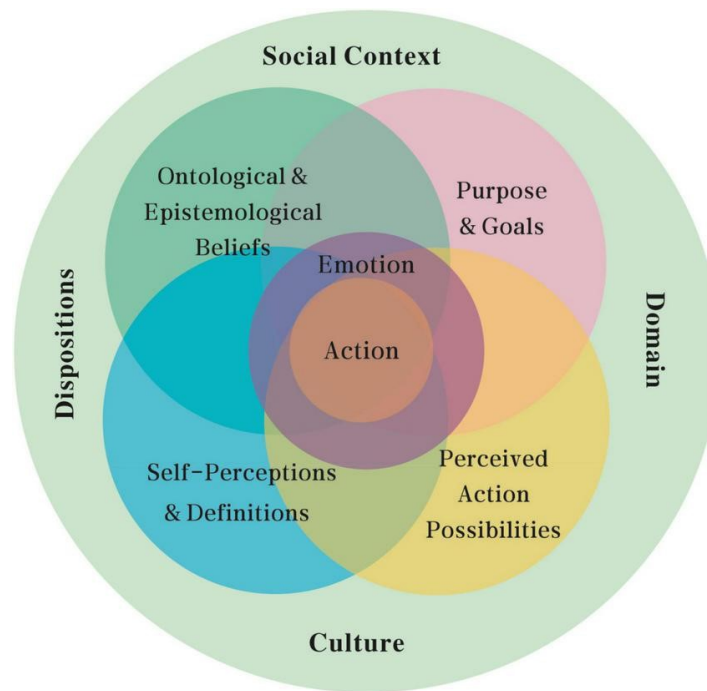 Social Context
Ontological &
Epistemological
Beliefs
Purpose
& Goals
Emotion
Dispositions
Action
Domain
Self-Perceptions
& Definitions
Perceived
Action
Possibilities
Culture